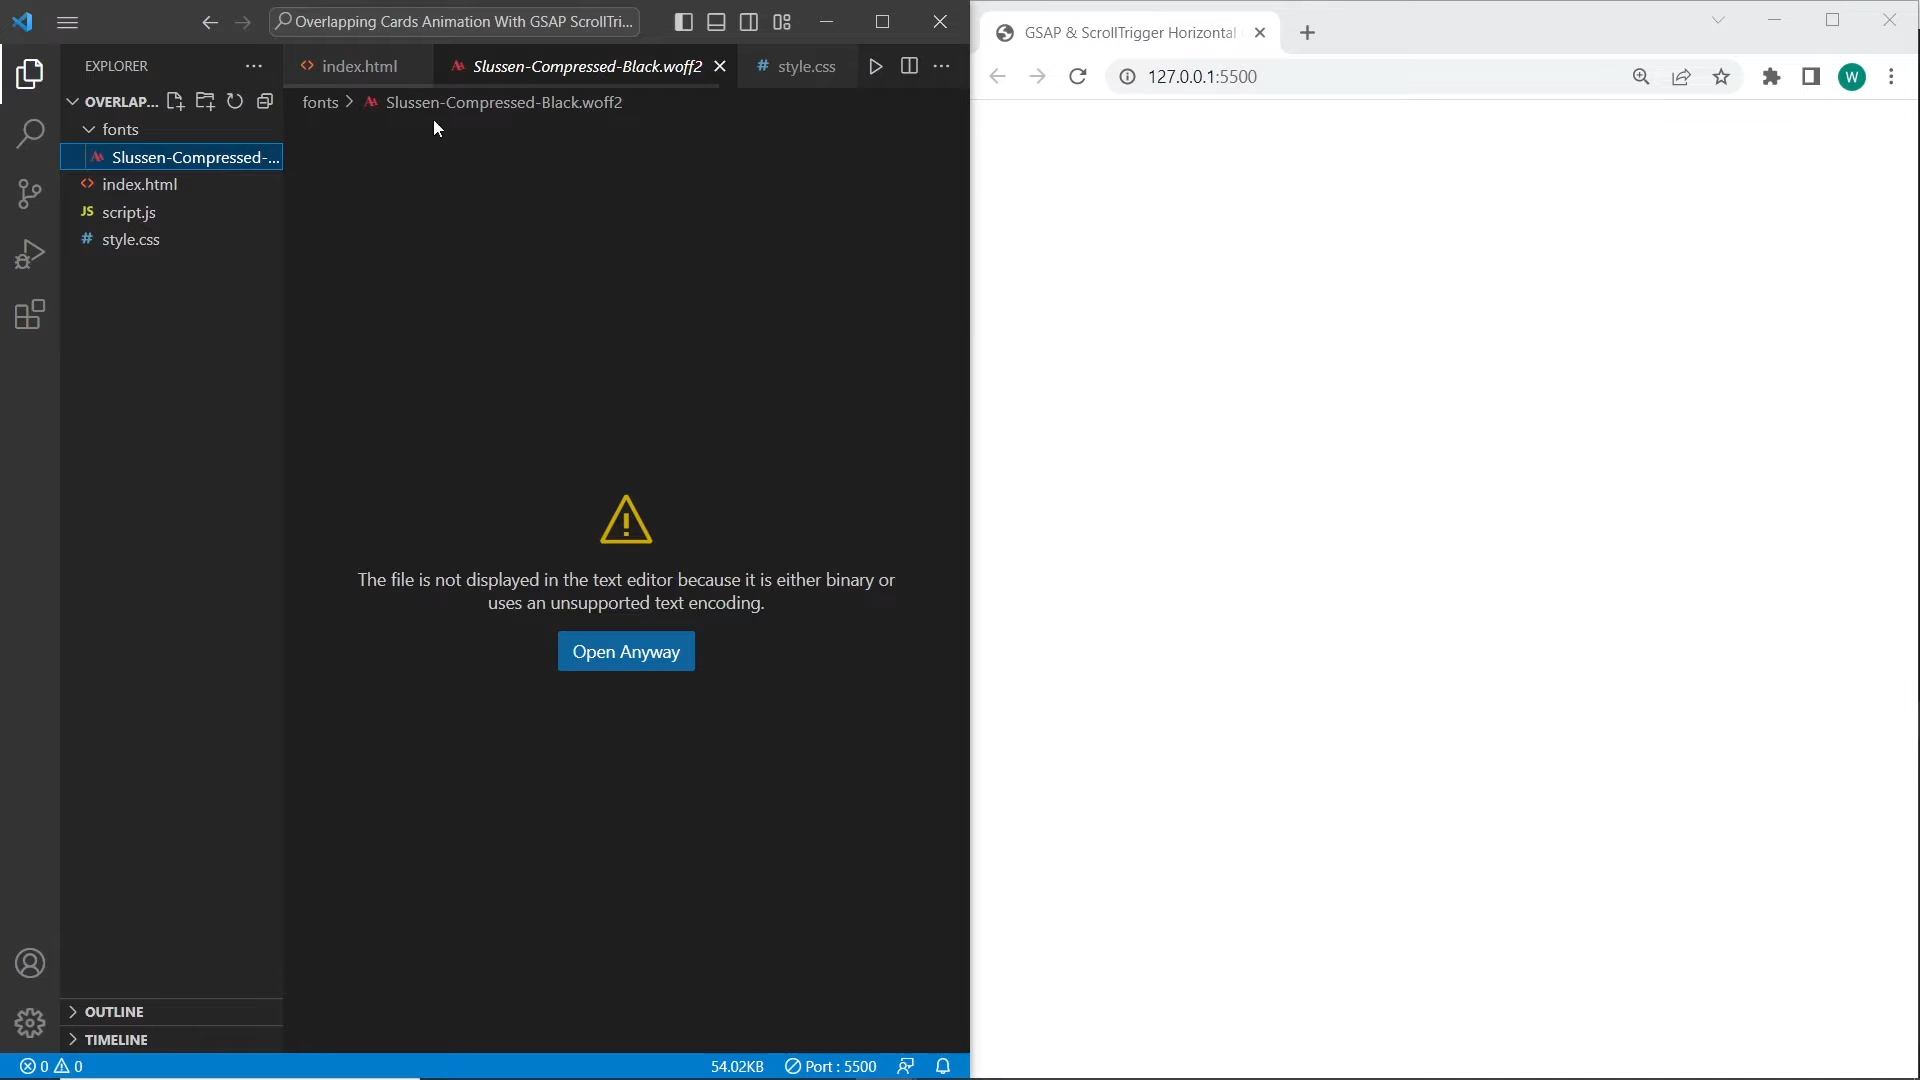 Overlapping Cards Animation With GSAP ScrollTri...
GSAP & ScrollTrigger Horizontal
EXPLORER
index.html
Slussen-Compressed-Black.woff2
# style.css
127.0.0.1:5500
W
OVERLAP...
fonts > Slussen-Compressed-Black.woff2
fonts
Slussen-Compressed-...
<> index.html
JS script.js
# style.css
The file is not displayed in the text editor because it is either binary or
uses an unsupported text encoding.
Open Anyway
OUTLINE
TIMELINE
0 0
54.02KB
Port : 5500